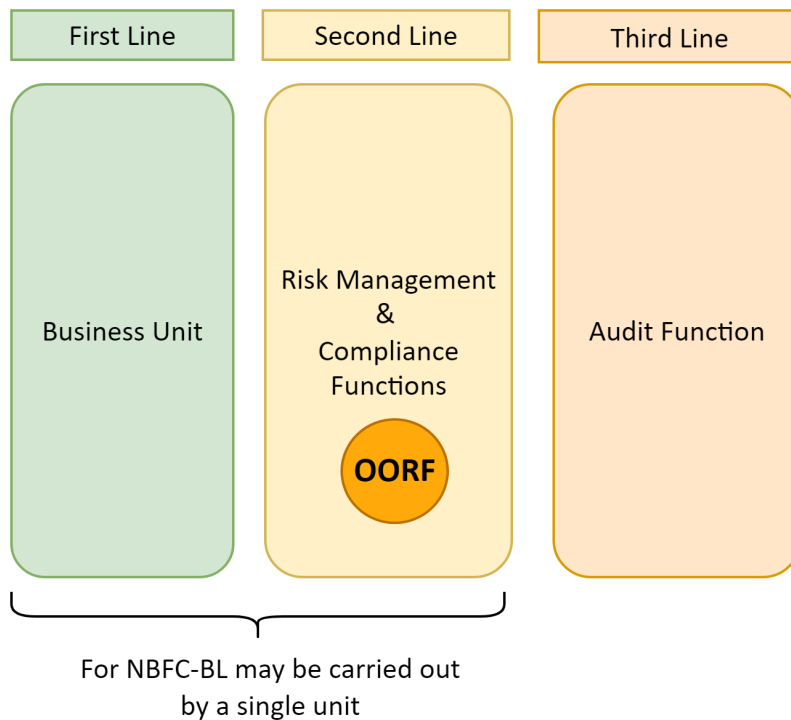 First Line
Second Line
Third Line
Business Unit
Risk Management
&
Compliance
Functions
OORF
Audit Function
For NBFC-BL may be carried out
by a single unit